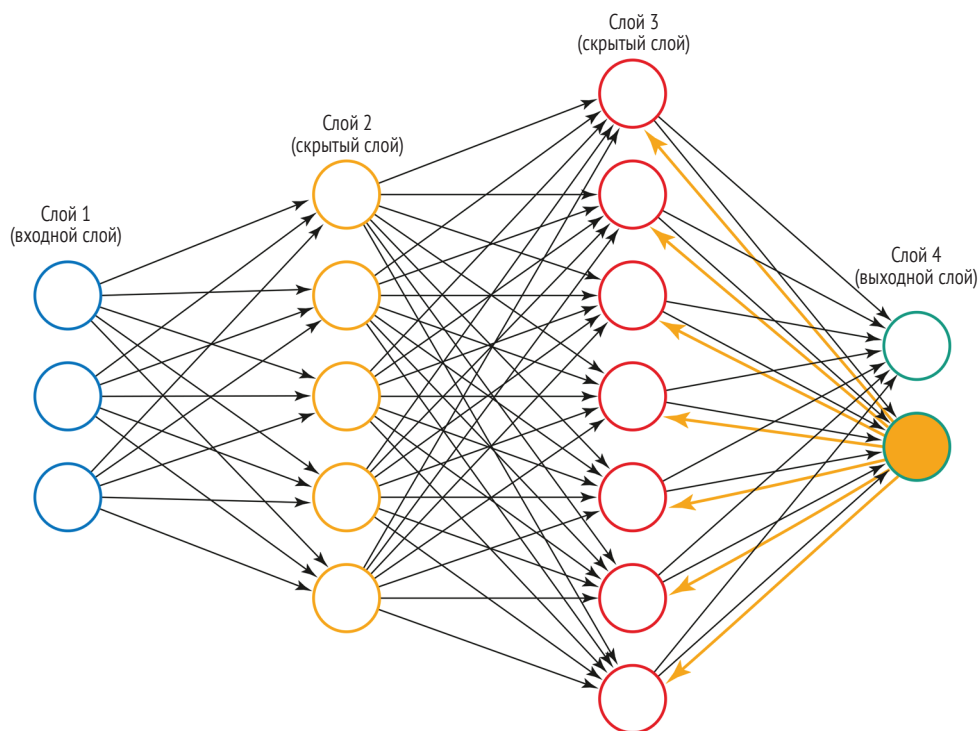 Слой 1
(входной слой)
Слой 2
(скрытый слой)
Слой 3
(скрытый слой)
Слой 4
(выходной слой)